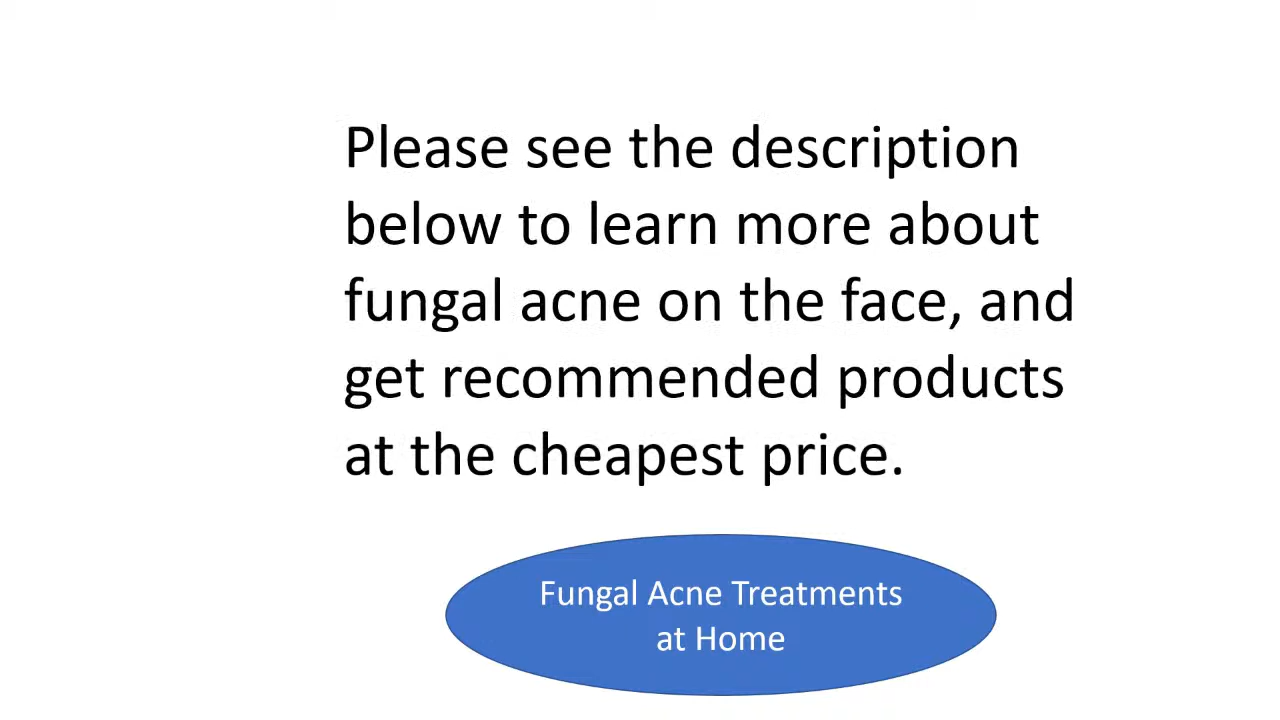 Please see the description
below to learn more about
fungal acne on the face, and
get recommended products
at the cheapest price.
Fungal Acne Treatments
at Home